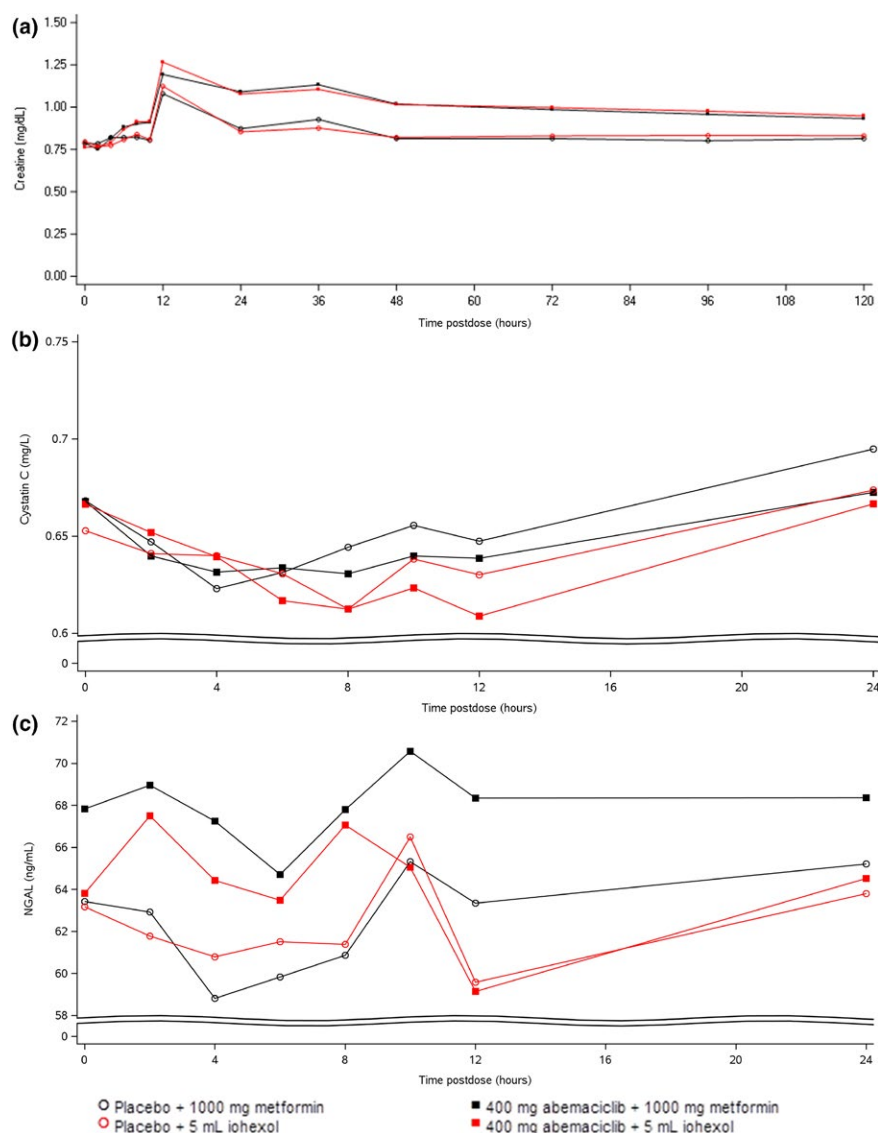 (a)
1.50
1.25
1.00
0.75
0.50
0.25
0.00
Creatine (mg/dL)
0 12 24 36 48 60 72 84 96 108 120
Time postdose (hours)
(b)
0.75
0.7
0.65
0.6
0
Cystatin C (mg/L)
0 4 8 12 16 20 24
Time postdose (hours)
(c)
72
70
68
66
64
62
60
58
0
NGAL (ng/mL)
0 4 8 12 16 20 24
Time postdose (hours)
Placebo + 1000 mg metformin 400 mg abemaciclib + 1000 mg metformin
Placebo + 5 mL iohexol 400 mg abemaciclib + 5 mL iohexol